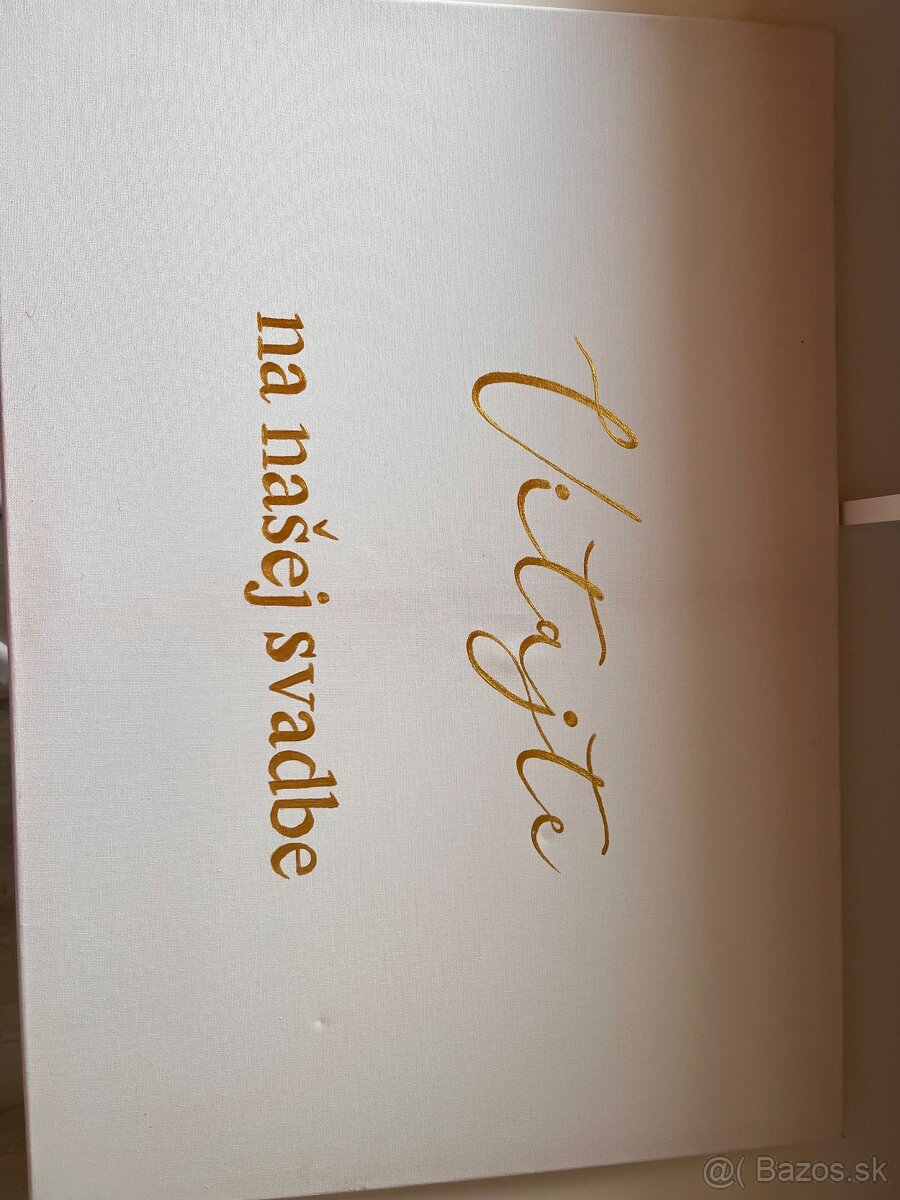 Vitajte
na našej svadbe
@( Bazos.sk